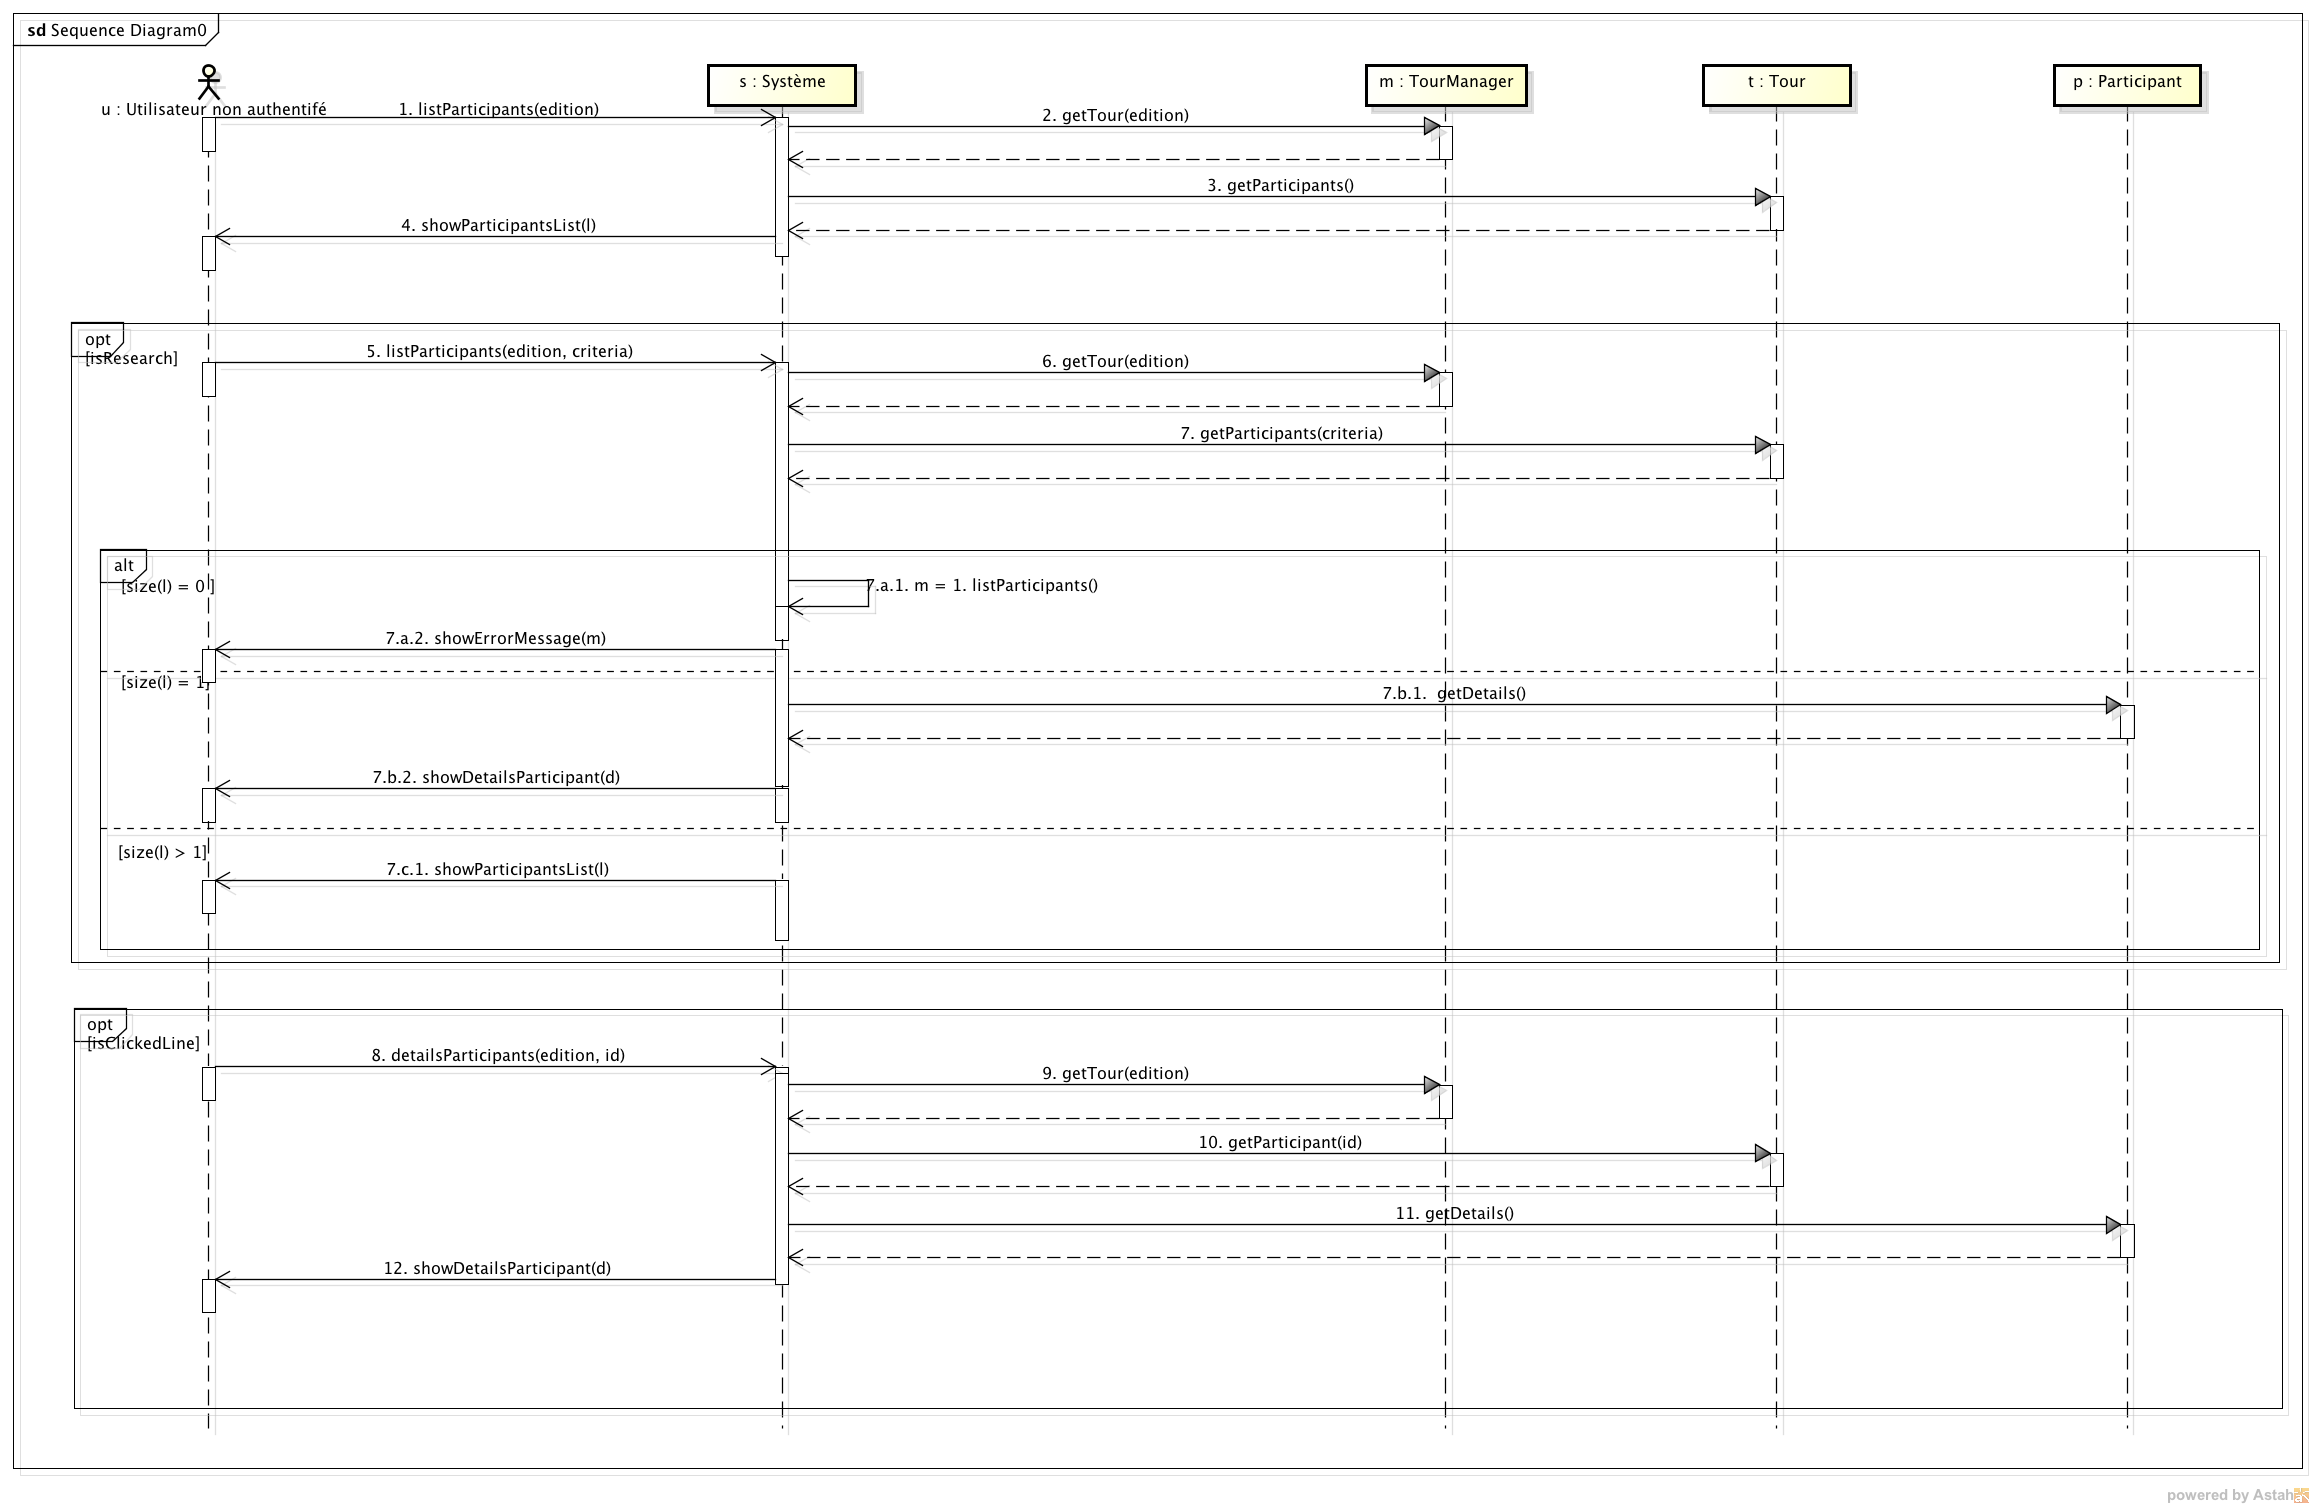 sd Sequence Diagram0
s : Système
m : TourManager
t : Tour
p : Participant
u : Utilisateur non authentifé
1. listParticipants(edition)
2. getTour(edition)
3. getParticipants()
4. showParticipantsList(l)
opt
[isResearch]
5. listParticipants(edition, criteria)
6. getTour(edition)
7. getParticipants(criteria)
alt
[size(l) = 0 ]
7.a.1. m = 1. listParticipants()
7.a.2. showErrorMessage(m)
[size(l) = 1]
7.b.1. getDetails()
7.b.2. showDetailsParticipant(d)
[size(l) > 1]
7.c.1. showParticipantsList(l)
opt
[isClickedLine]
8. detailsParticipants(edition, id)
9. getTour(edition)
10. getParticipant(id)
11. getDetails()
12. showDetailsParticipant(d)
powered by Astah